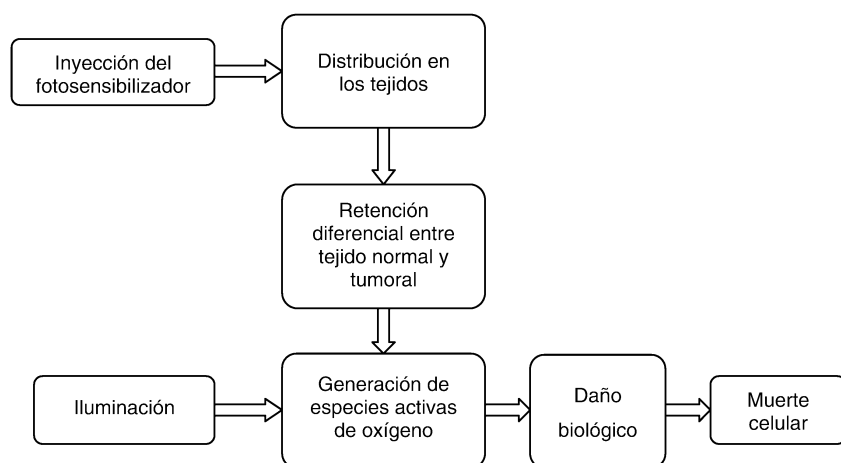 Inyección del
fotosensibilizador
Distribución en
los tejidos
Retención
diferencial entre
tejido normal y
tumoral
Iluminación
Generación de
especies activas
de oxígeno
Daño
biológico
Muerte
celular